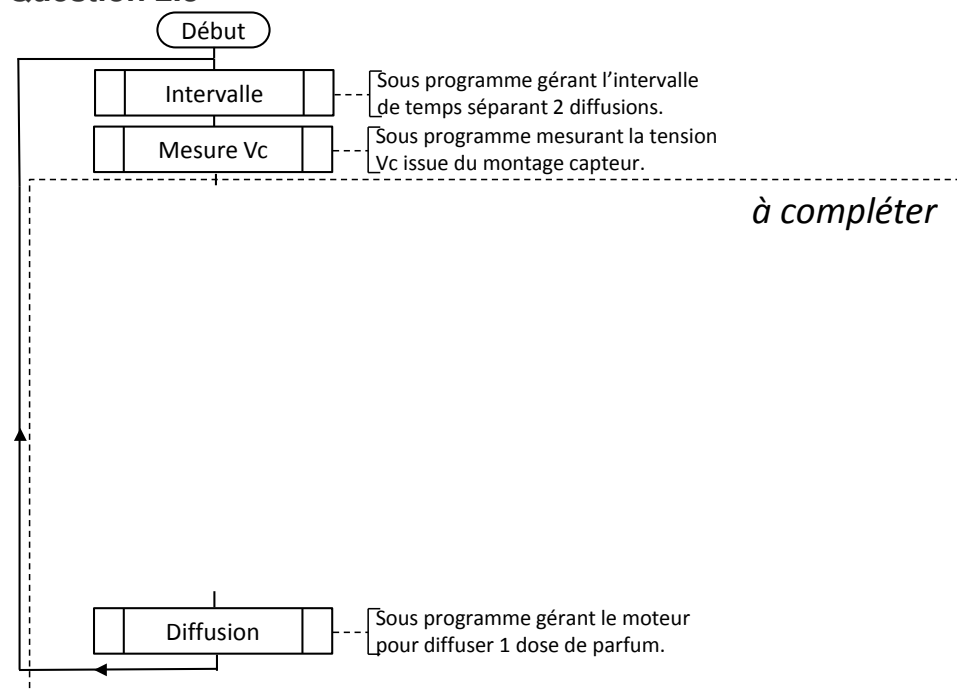 Début
Intervalle
Sous programme gérant l'intervalle
de temps séparant 2 diffusions.
Mesure Vc
Sous programme mesurant la tension
Vc issue du montage capteur.
à compléter
Diffusion
Sous programme gérant le moteur
pour diffuser 1 dose de parfum.